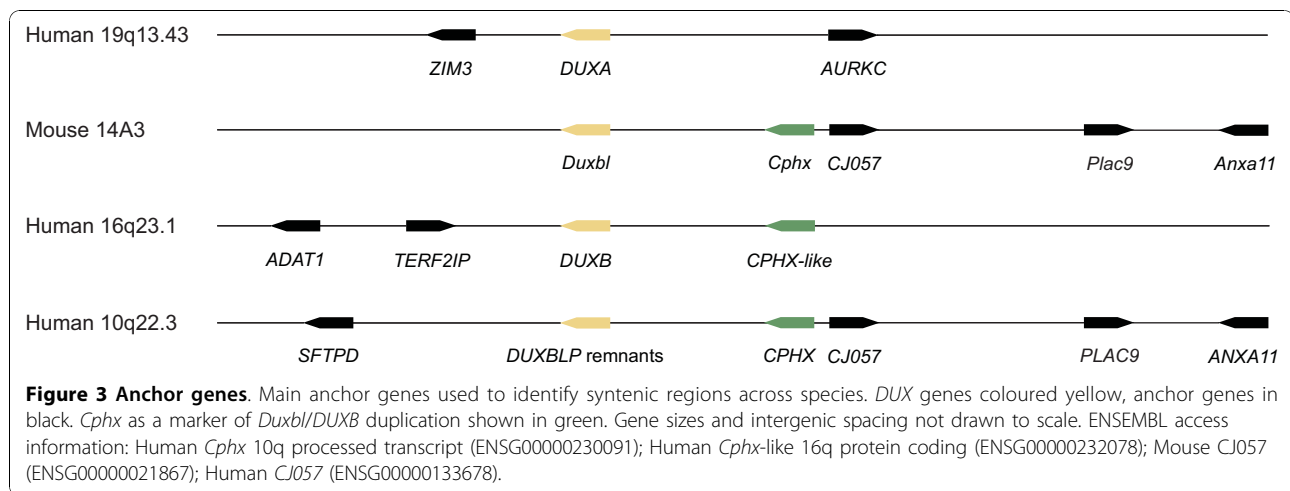 Human 19q13.43
ZIM3 DUXA AURKC
Mouse 14A3
Duxbl Cphx CJ057 Plac9 Anxa11
Human 16q23.1
ADAT1 TERF2IP DUXB CPHX-like
Human 10q22.3
SFTPD DUXBLP remnants CPHX CJ057 PLAC9 ANXA11
Figure 3 Anchor genes. Main anchor genes used to identify syntenic regions across species. DUX genes coloured yellow, anchor genes in
black. Cphx as a marker of Duxbl/DUXB duplication shown in green. Gene sizes and intergenic spacing not drawn to scale. ENSEMBL access
information: Human Cphx 10q processed transcript (ENSG00000230091); Human Cphx-like 16q protein coding (ENSG00000232078); Mouse CJ057
(ENSG00000021867); Human CJ057 (ENSG00000133678).